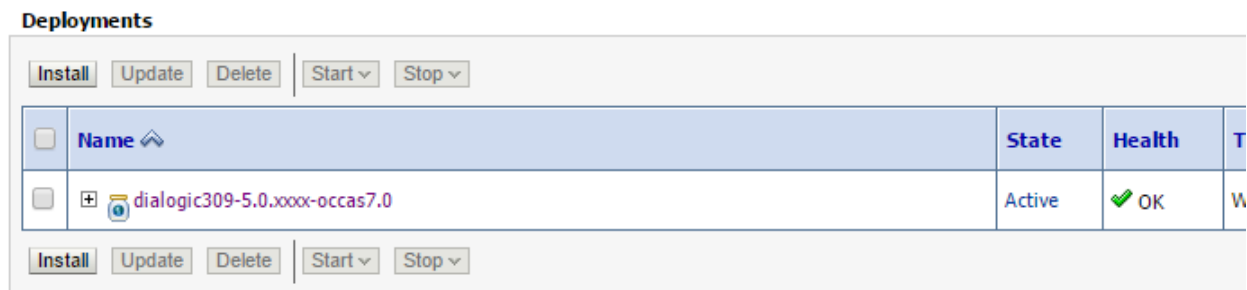 Deployments
Install Update Delete Start Stop
Name State Health T
dialogic309-5.0.xxxx-occas7.0 Active OK W
Install Update Delete Start Stop